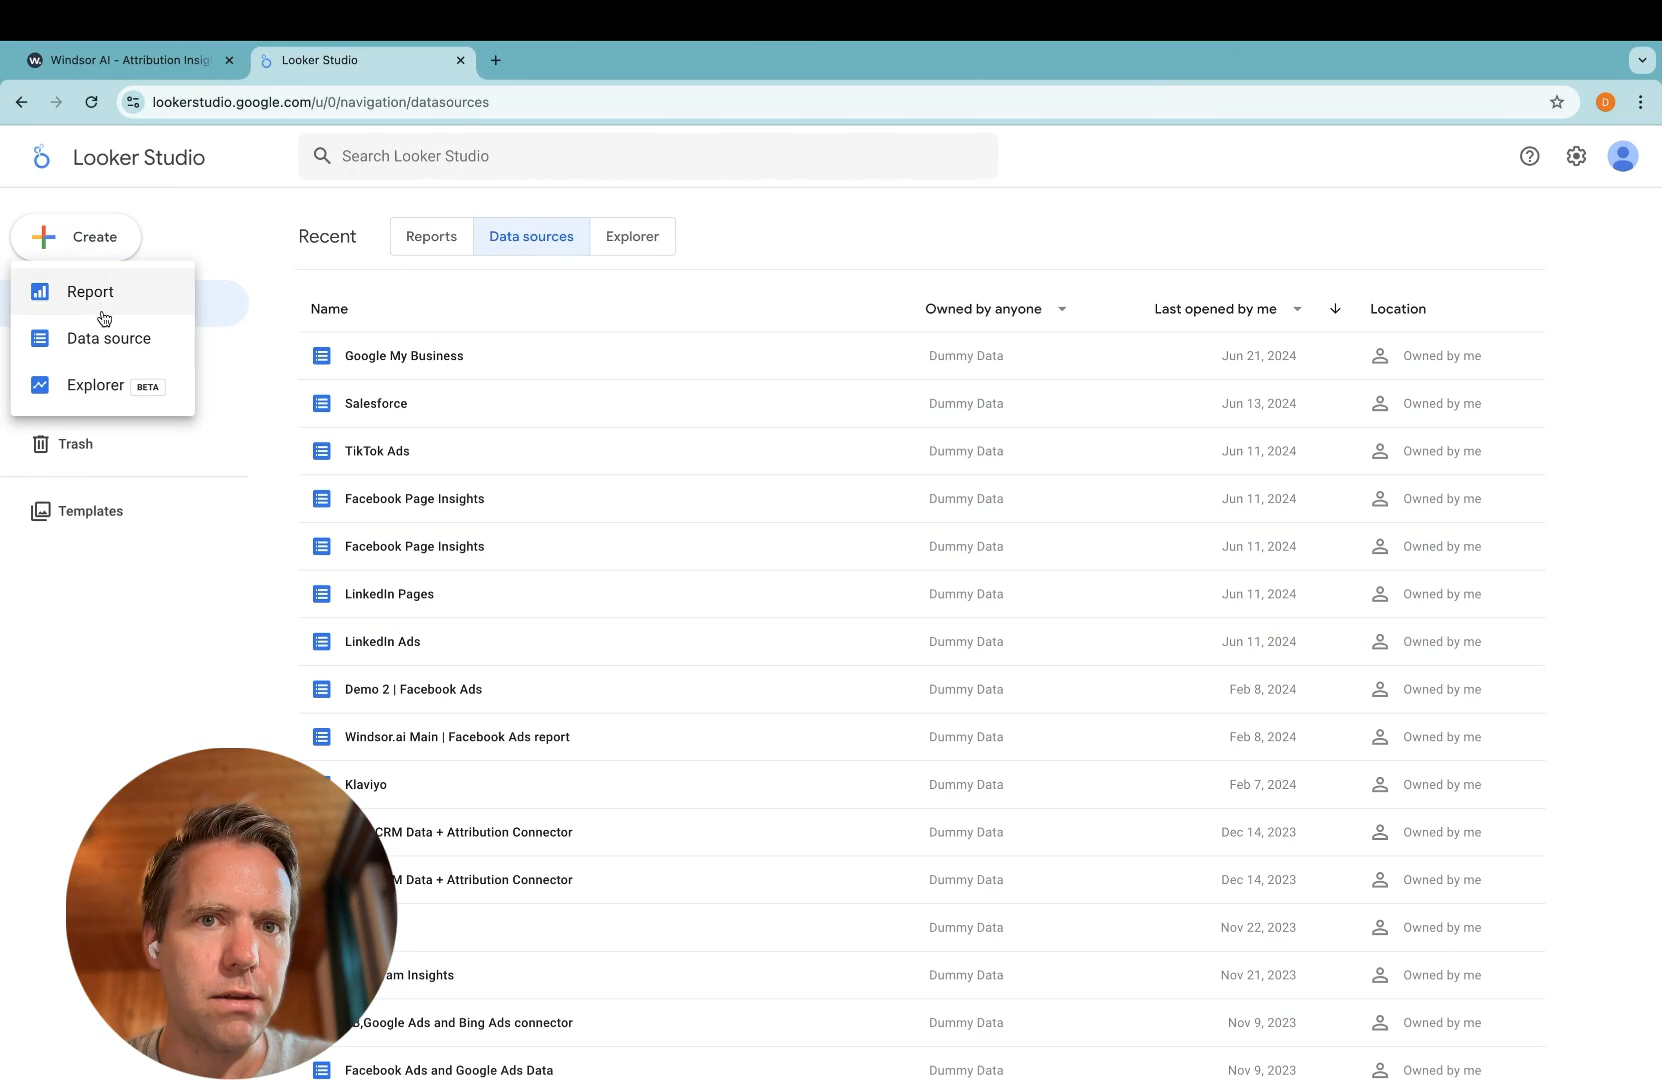 Windsor AI - Attribution Insig
Looker Studio
lookerstudio.google.com/u/0/navigation/datasources
D
Looker Studio
Search Looker Studio
Create
Report
Data source
Explorer BETA
Trash
Templates
Recent
Reports
Data sources
Explorer
Name
Owned by anyone
Last opened by me
Location
Google My Business
Dummy Data
Jun 21, 2024
Owned by me
Salesforce
Dummy Data
Jun 13, 2024
Owned by me
TikTok Ads
Dummy Data
Jun 11, 2024
Owned by me
Facebook Page Insights
Dummy Data
Jun 11, 2024
Owned by me
Facebook Page Insights
Dummy Data
Jun 11, 2024
Owned by me
LinkedIn Pages
Dummy Data
Jun 11, 2024
Owned by me
LinkedIn Ads
Dummy Data
Jun 11, 2024
Owned by me
Demo 2 | Facebook Ads
Dummy Data
Feb 8, 2024
Owned by me
Windsor.ai Main | Facebook Ads report
Dummy Data
Feb 8, 2024
Owned by me
Klaviyo
Dummy Data
Feb 7, 2024
Owned by me
CRM Data + Attribution Connector
Dummy Data
Dec 14, 2023
Owned by me
M Data + Attribution Connector
Dummy Data
Dec 14, 2023
Owned by me
Dummy Data
Nov 22, 2023
Owned by me
am Insights
Dummy Data
Nov 21, 2023
Owned by me
,Google Ads and Bing Ads connector
Dummy Data
Nov 9, 2023
Owned by me
Facebook Ads and Google Ads Data
Dummy Data
Nov 9, 2023
Owned by me